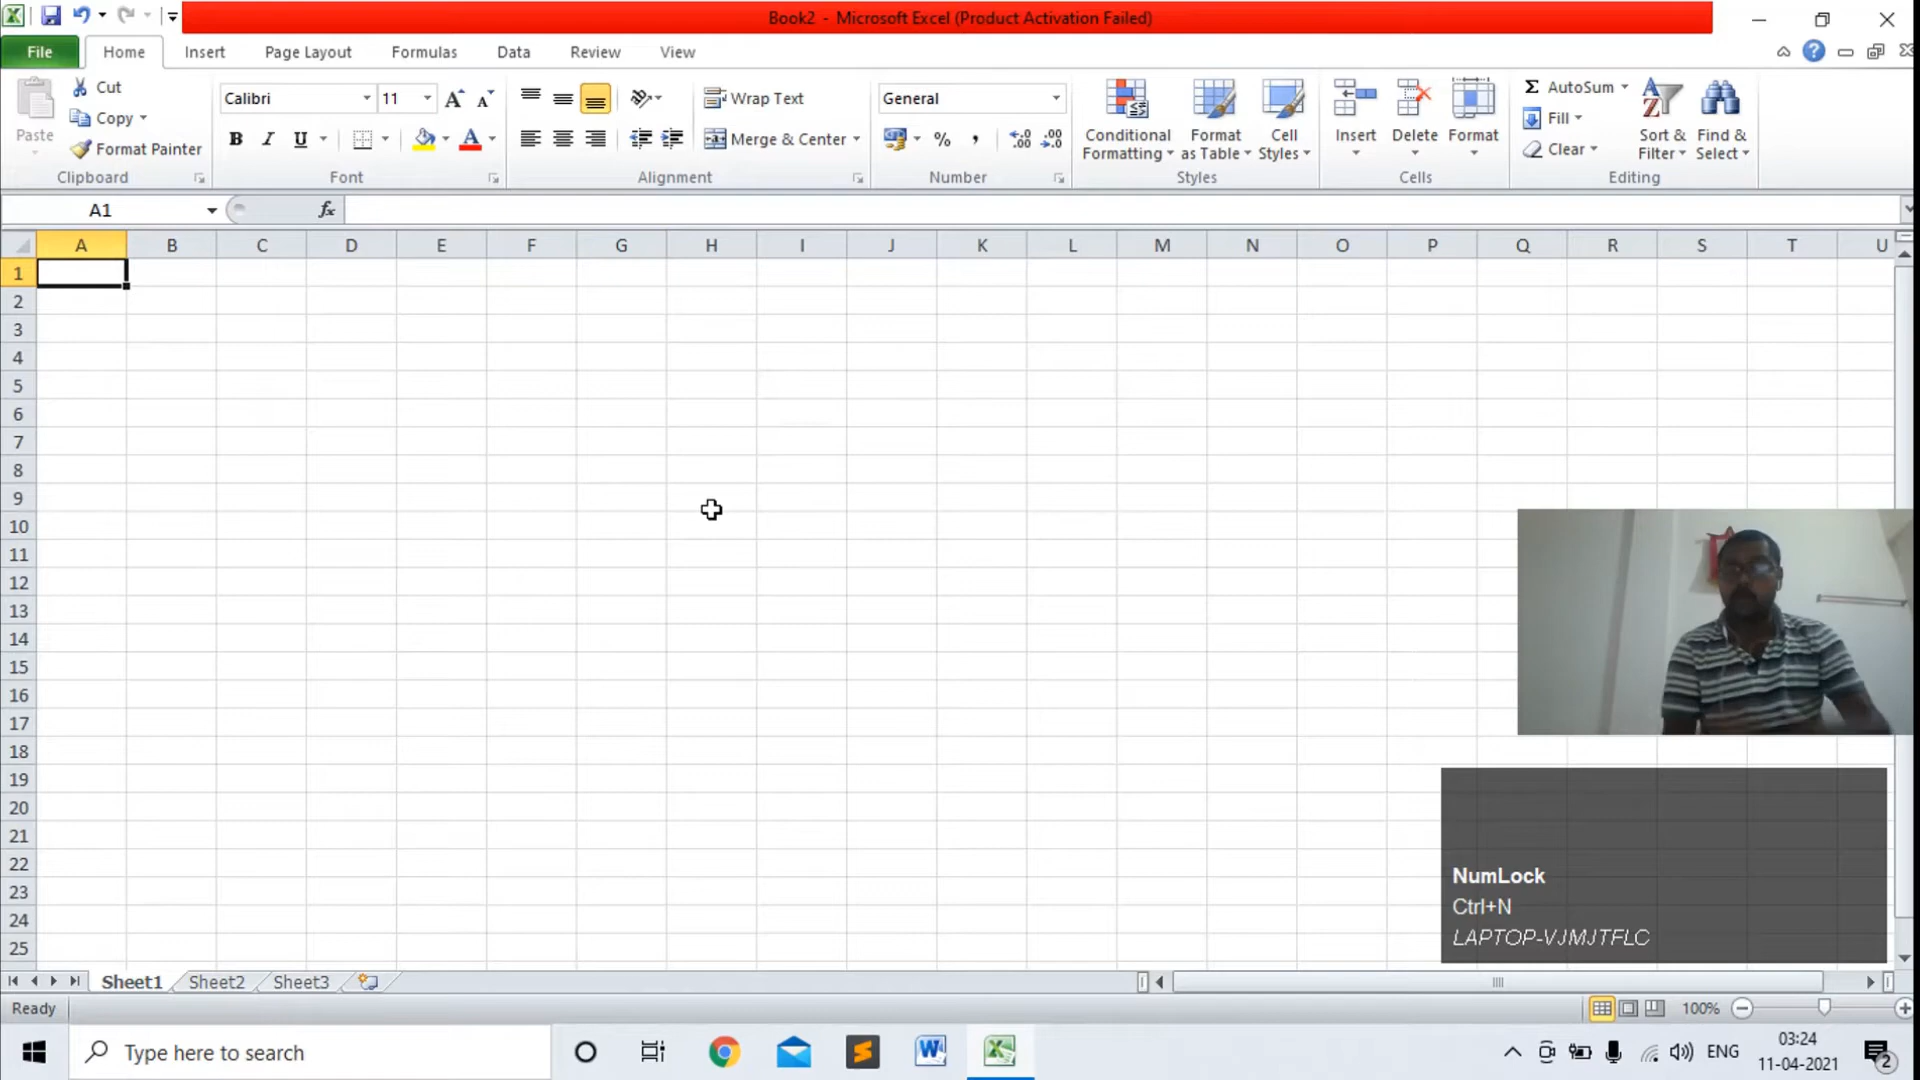 Book2 - Microsoft Excel (Product Activation Failed)
File Home Insert Page Layout Formulas Data Review View
Paste
Cut
Copy
Format Painter
Clipboard
Calibri 11
B I U
Font
Wrap Text
Merge & Center
Alignment
General
%
Number
Conditional Formatting
Format as Table
Cell Styles
Styles
Insert Delete Format
Cells
Σ AutoSum
Fill
Clear
Sort & Filter
Find & Select
Editing
A1 fx
A B C D E F G H I J K L M N O P Q R S T U
1
2
3
4
5
6
7
8
9
10
11
12
13
14
15
16
17
18
19
20
21
22
23
24
25
NumLock
Ctrl+N
LAPTOP-VJMJTFLC
Sheet1 Sheet2 Sheet3
Ready 100%
Type here to search
ENG
03:24
11-04-2021
2